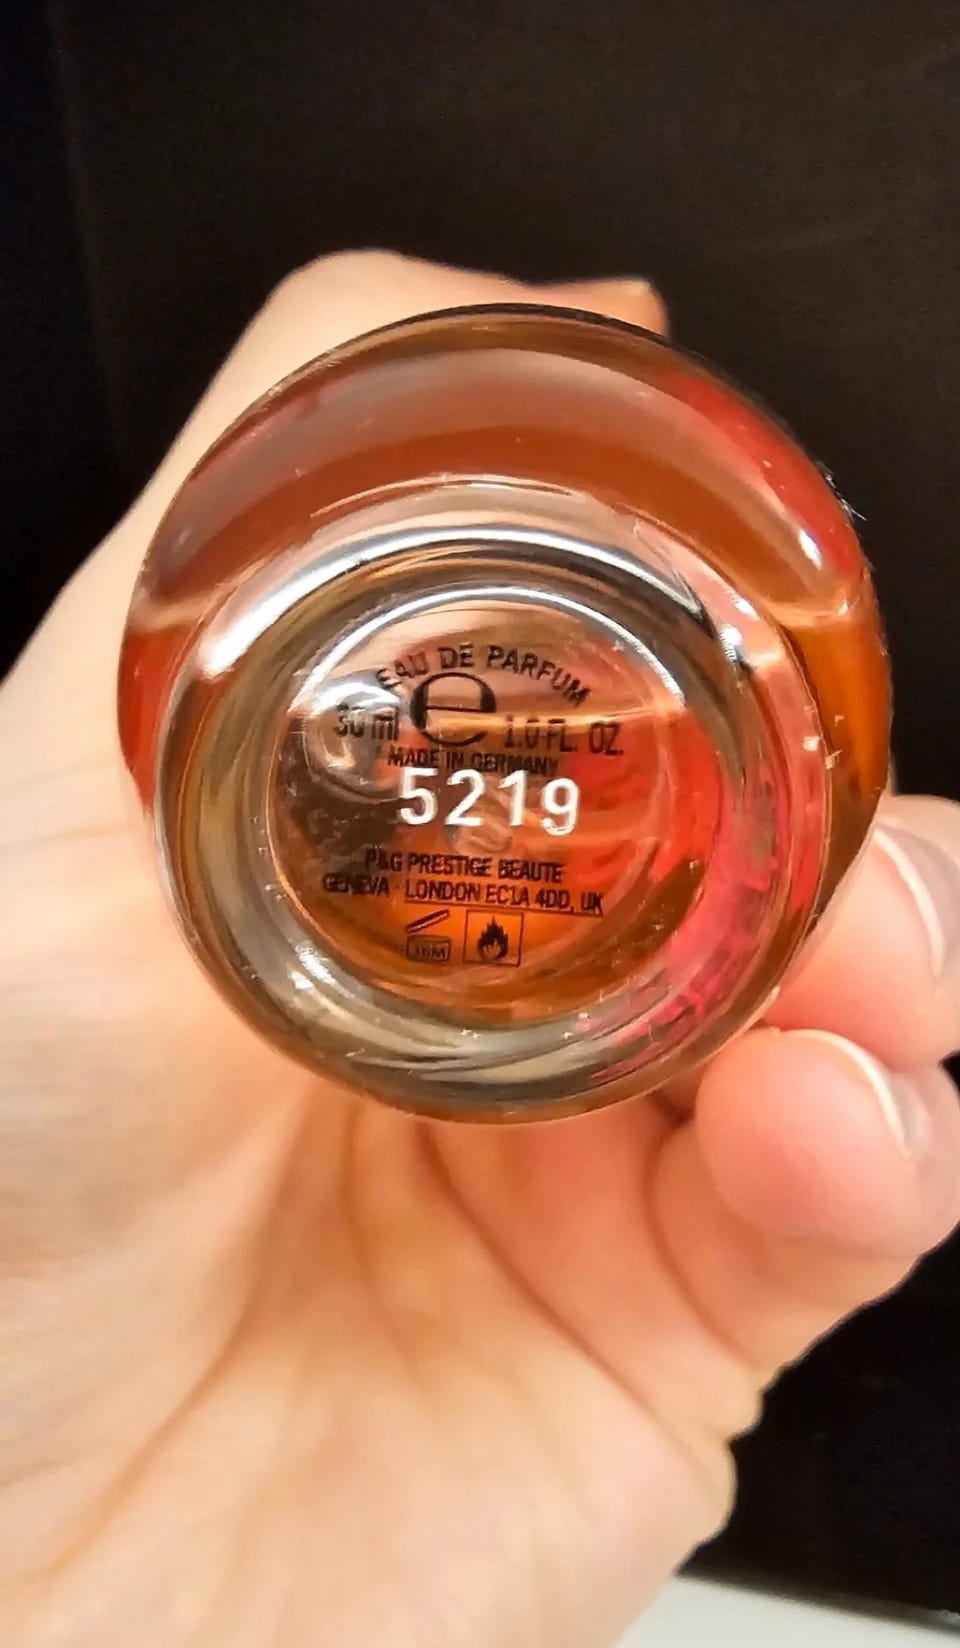 EAU DE PARFUM
30 ml e 1.0 FL. OZ.
MADE IN GERMANY
5219
P&G PRESTIGE BEAUTE
GENEVA · LONDON EC1A 4DD, UK